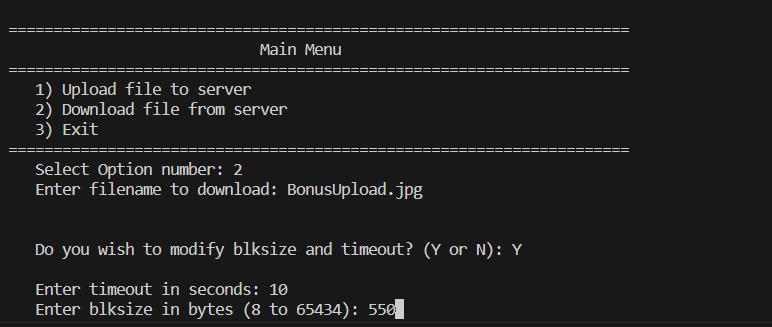 =====================================================================
Main Menu
=====================================================================
1) Upload file to server
2) Download file from server
3) Exit
=====================================================================
Select Option number: 2
Enter filename to download: BonusUpload.jpg
Do you wish to modify blksize and timeout? (Y or N): Y
Enter timeout in seconds: 10
Enter blksize in bytes (8 to 65434): 550